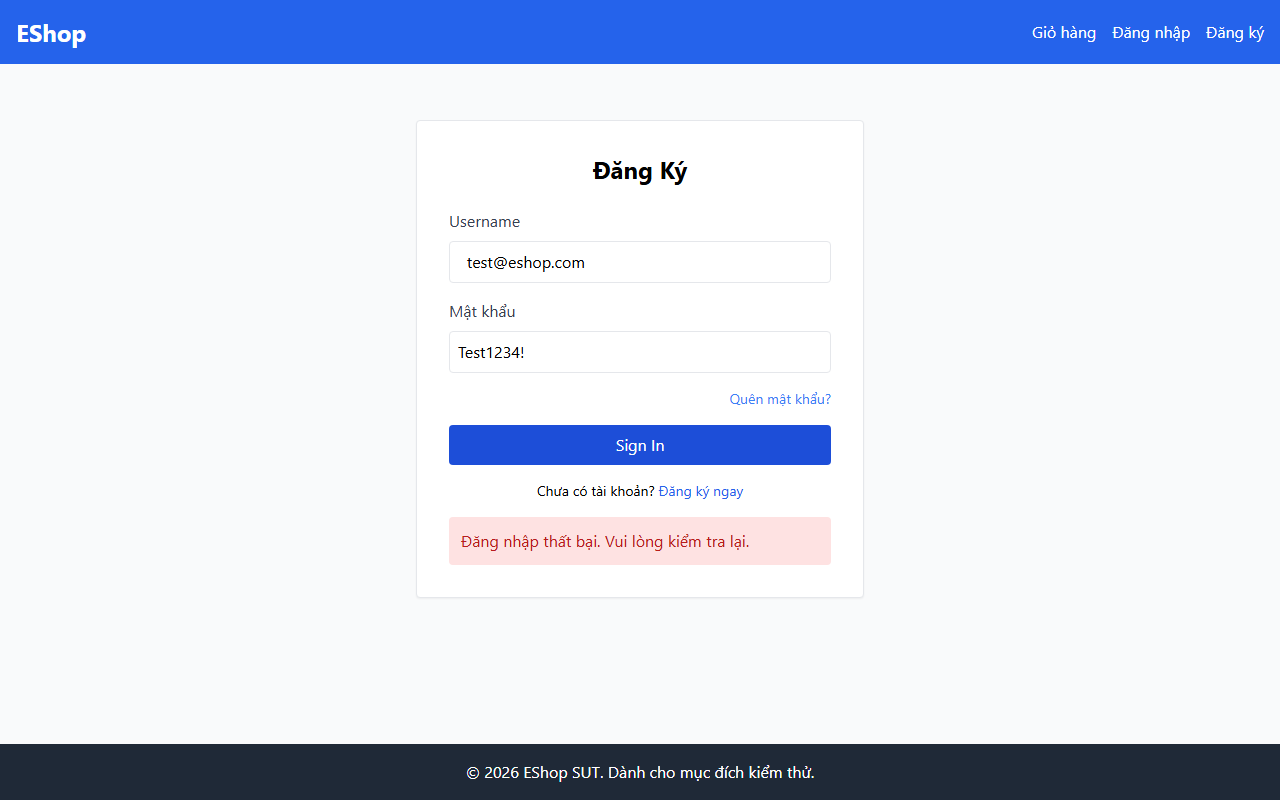 EShop
Giỏ hàng Đăng nhập Đăng ký
Đăng Ký
Username
test@eshop.com
Mật khẩu
Test1234!
Quên mật khẩu?
Sign In
Chưa có tài khoản? Đăng ký ngay
Đăng nhập thất bại. Vui lòng kiểm tra lại.
© 2026 EShop SUT. Dành cho mục đích kiểm thử.